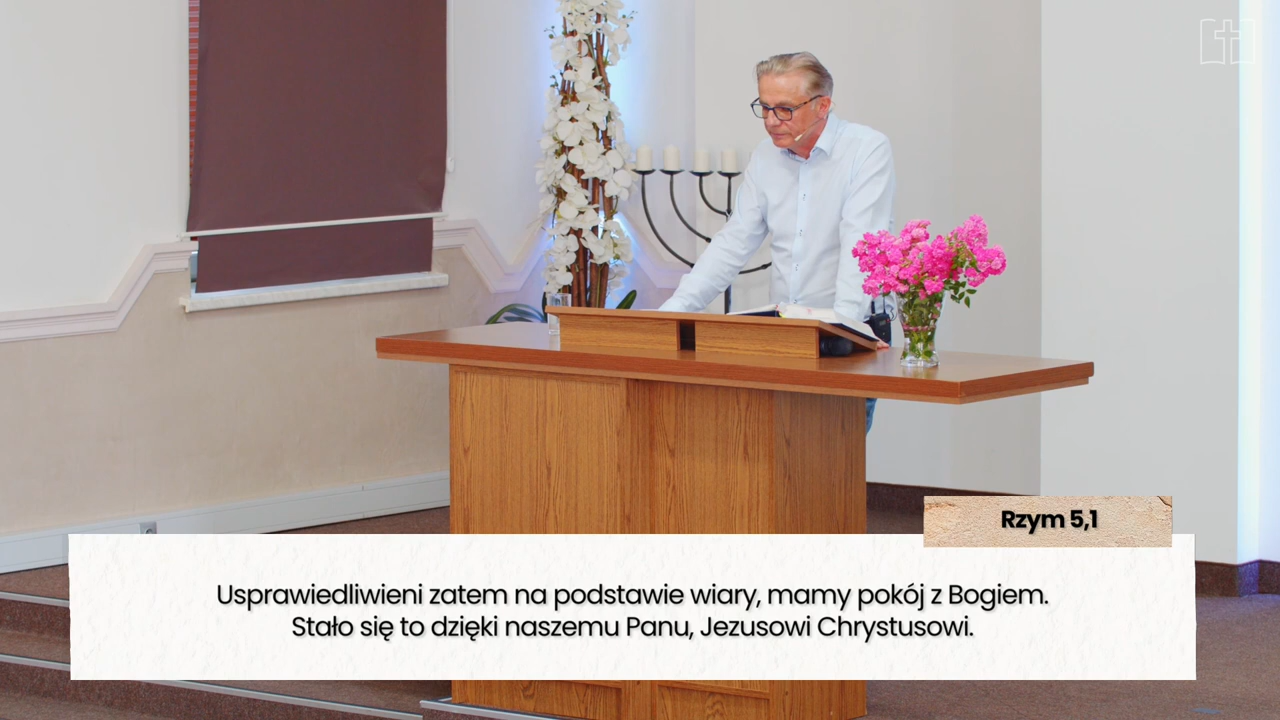 Rzym 5,1
Usprawiedliwieni zatem na podstawie wiary, mamy pokój z Bogiem.
Stało się to dzięki naszemu Panu, Jezusowi Chrystusowi.